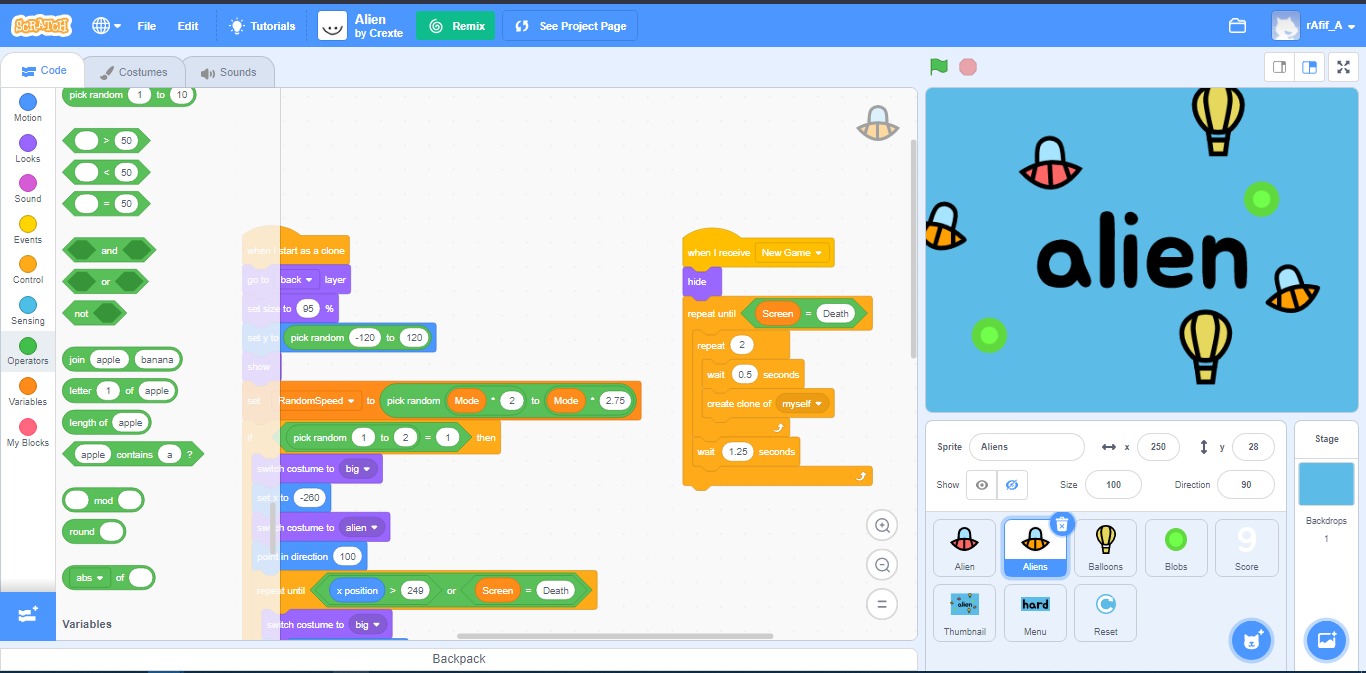 SCRATCH File Edit Tutorials Alien by Crexte Remix See Project Page rAfif_A
Code Costumes Sounds
Motion
Looks
Sound
Events
Control
Sensing
Operators
Variables
My Blocks
pick random 1 to 10
> 50
< 50
= 50
and
or
not
join apple banana
letter 1 of apple
length of apple
apple contains a ?
mod
round
abs of
Variables
when I start as a clone
go to back layer
set size to 95 %
set y to pick random -120 to 120
show
set RandomSpeed to pick random Mode * 2 to Mode * 2.75
if pick random 1 to 2 = 1 then
switch costume to big
set x to -260
switch costume to alien
point in direction 100
repeat until x position > 249 or Screen = Death
switch costume to big
when I receive New Game
hide
repeat until Screen = Death
repeat 2
wait 0.5 seconds
create clone of myself
wait 1.25 seconds
Backpack
alien
Sprite Aliens x 250 y 28
Show Size 100 Direction 90
Alien Aliens Balloons Blobs 9 Score
alien Thumbnail hard Menu Reset
Stage
Backdrops
1